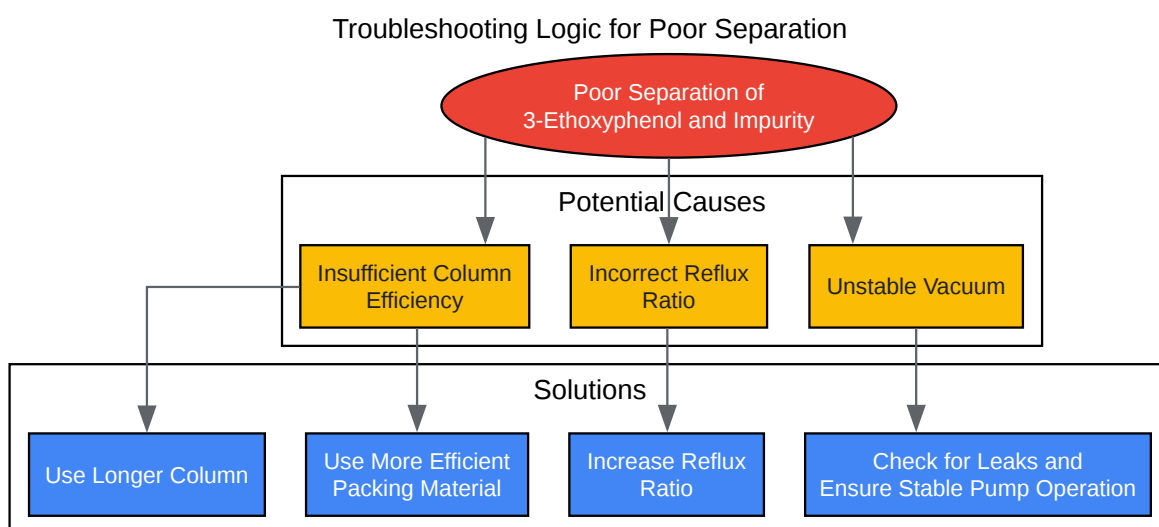 Troubleshooting Logic for Poor Separation
Poor Separation of
3-Ethoxyphenol and Impurity
Potential Causes
Insufficient Column
Efficiency
Incorrect Reflux
Ratio
Unstable Vacuum
Solutions
Use Longer Column
Use More Efficient
Packing Material
Increase Reflux
Ratio
Check for Leaks and
Ensure Stable Pump Operation